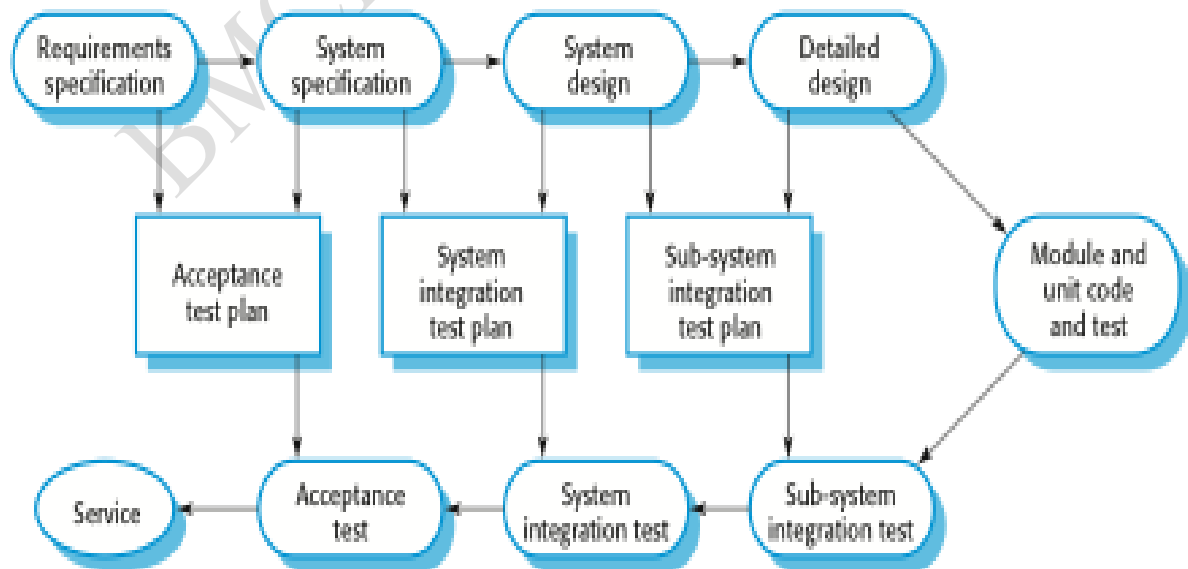 Requirements
specification
System
specification
System
design
Detailed
design
Acceptance
test plan
System
integration
test plan
Sub-system
integration
test plan
Module and
unit code
and test
Service
Acceptance
test
System
integration test
Sub-system
integration test